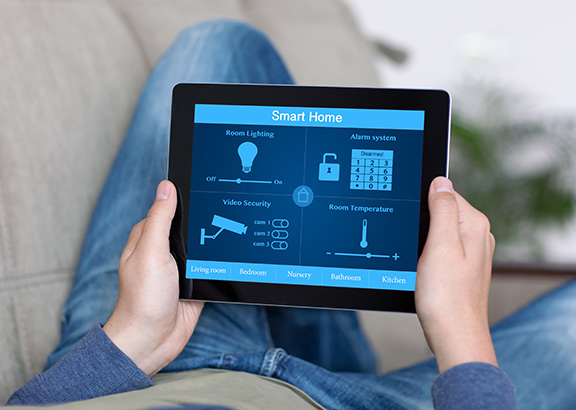 Smart Home
Room Lighting
Off On
Alarm system
Disarmed
1 2 3
4 5 6
7 8 9
* 0 #
Video Security
cam 1
cam 2
cam 3
Room Temperature
- +
Living room Bedroom Nursery Bathroom Kitchen